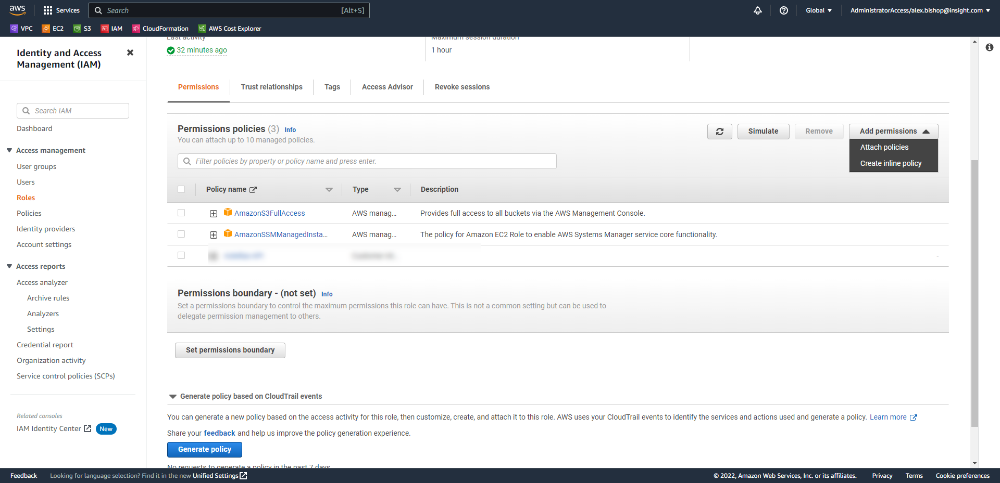 aws
Services
Search
[Alt+S]
Global
AdministratorAccess/alex.bishop@insight.com
VPC
EC2
S3
IAM
CloudFormation
AWS Cost Explorer
Identity and Access
Management (IAM)
Search IAM
Dashboard
Access management
User groups
Users
Roles
Policies
Identity providers
Account settings
Access reports
Access analyzer
Archive rules
Analyzers
Settings
Credential report
Organization activity
Service control policies (SCPs)
Related consoles
IAM Identity Center
New
Last activity
Maximum session duration
32 minutes ago
1 hour
Permissions
Trust relationships
Tags
Access Advisor
Revoke sessions
Permissions policies (3) Info
You can attach up to 10 managed policies.
Simulate
Remove
Add permissions
Attach policies
Create inline policy
Filter policies by property or policy name and press enter.
Policy name
Type
Description
AmazonS3FullAccess
AWS manag...
Provides full access to all buckets via the AWS Management Console.
AmazonSSMManagedInsta...
AWS manag...
The policy for Amazon EC2 Role to enable AWS Systems Manager service core functionality.
-
Permissions boundary - (not set) Info
Set a permissions boundary to control the maximum permissions this role can have. This is not a common setting but can be used to
delegate permission management to others.
Set permissions boundary
Generate policy based on CloudTrail events
You can generate a new policy based on the access activity for this role, then customize, create, and attach it to this role. AWS uses your CloudTrail events to identify the services and actions used and generate a policy. Learn more
Share your feedback and help us improve the policy generation experience.
Generate policy
No requests to generate a policy in the past 7 days.
Feedback
Looking for language selection? Find it in the new Unified Settings
© 2022, Amazon Web Services, Inc. or its affiliates.
Privacy
Terms
Cookie preferences